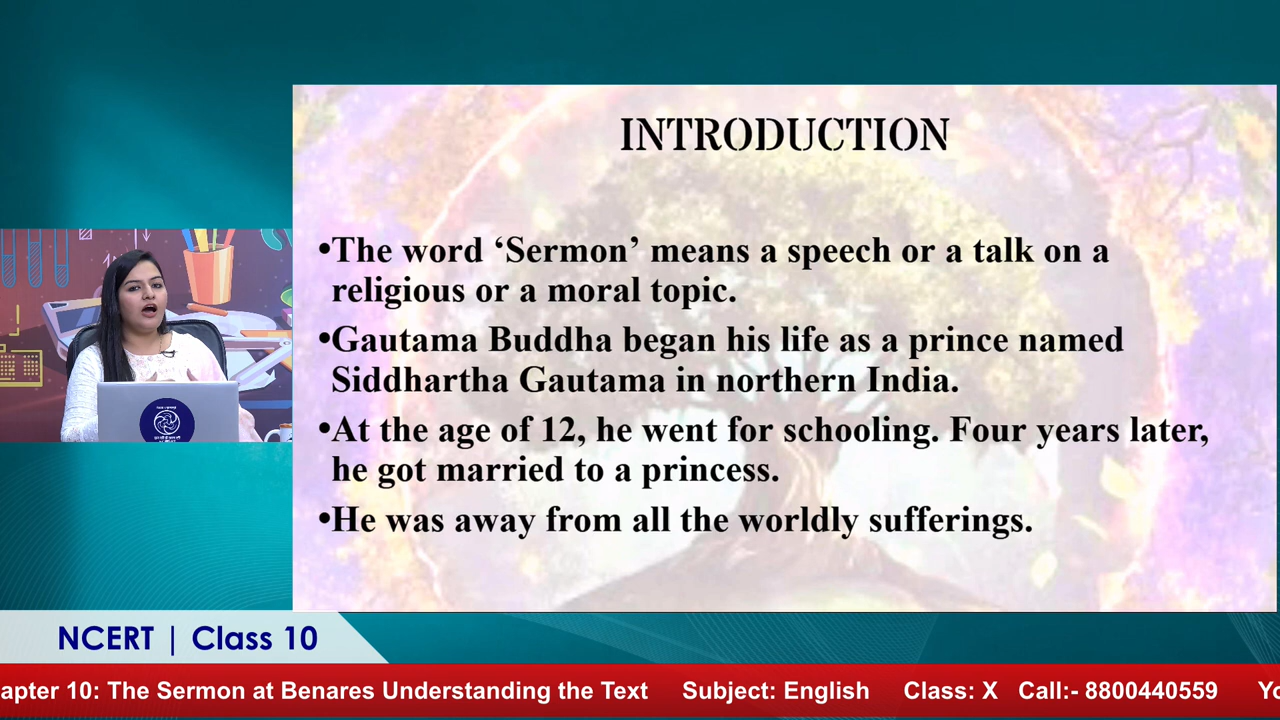 INTRODUCTION
•The word ‘Sermon’ means a speech or a talk on a
religious or a moral topic.
•Gautama Buddha began his life as a prince named
Siddhartha Gautama in northern India.
•At the age of 12, he went for schooling. Four years later,
he got married to a princess.
•He was away from all the worldly sufferings.
NCERT | Class 10
apter 10: The Sermon at Benares Understanding the Text Subject: English Class: X Call:- 8800440559 Yo